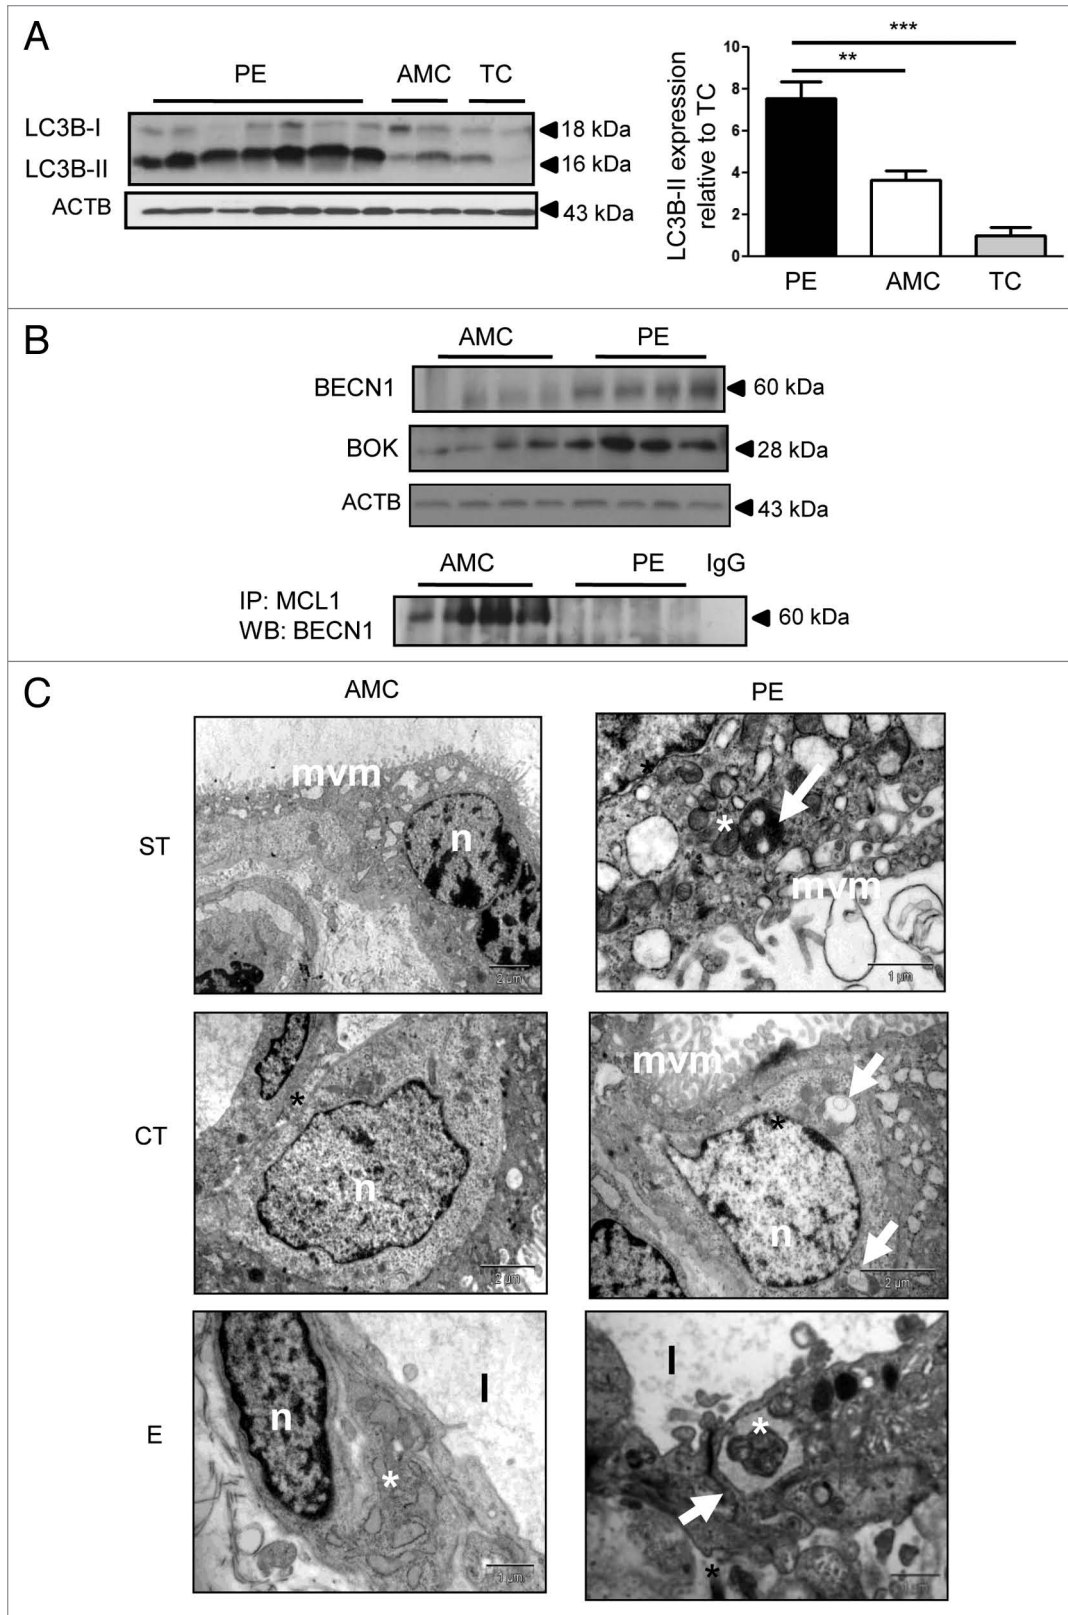 A
PE AMC TC
LC3B-I
18 kDa
LC3B-II
16 kDa
ACTB
43 kDa
***
**
LC3B-II expression
relative to TC
10
8
6
4
2
0
PE AMC TC
B
AMC PE
BECN1
60 kDa
BOK
28 kDa
ACTB
43 kDa
AMC PE IgG
IP: MCL1
WB: BECN1
60 kDa
C
AMC PE
ST
mvm
n
2 µm
*
*
mvm
1 µm
CT
*
n
2 µm
mvm
*
n
2 µm
E
n
l
*
1 µm
l
*
*